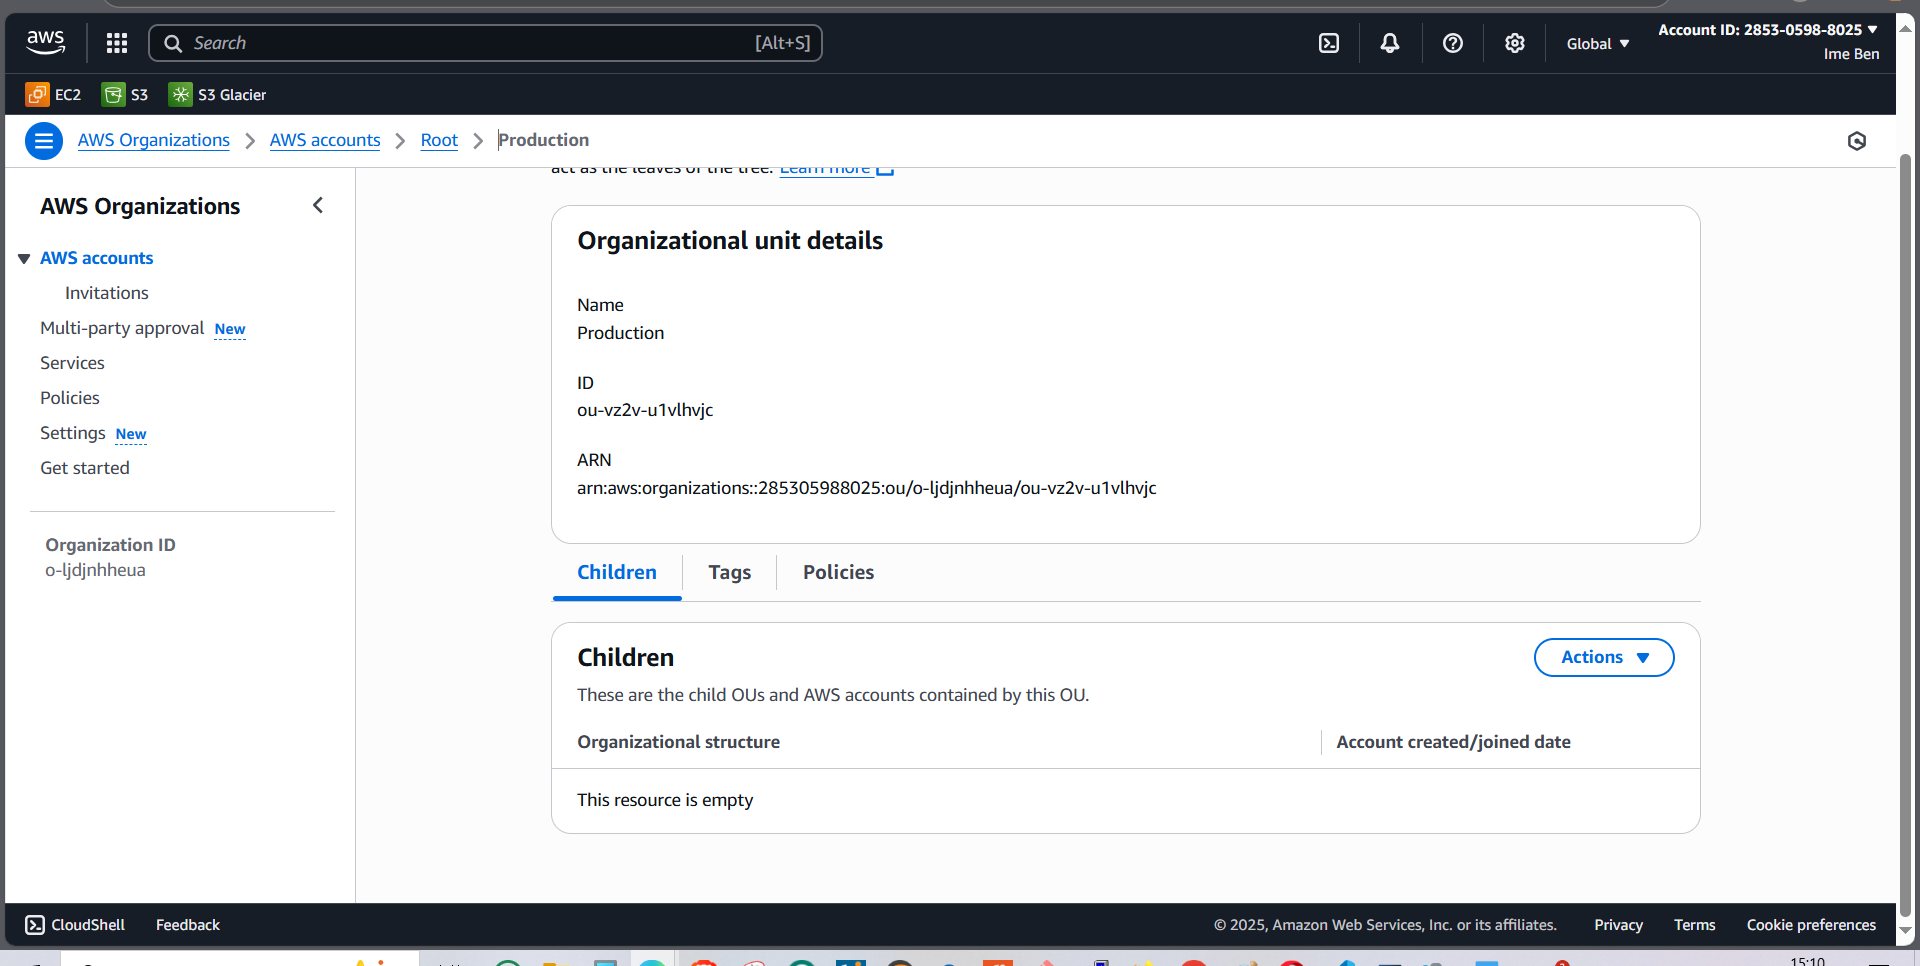 aws
Search [Alt+S]
Global
Account ID: 2853-0598-8025
Ime Ben
EC2 S3 S3 Glacier
AWS Organizations AWS accounts Root Production
act as the leaves of the tree. Learn more
AWS Organizations
AWS accounts
Invitations
Multi-party approval New
Services
Policies
Settings New
Get started
Organization ID
o-ljdjnhheua
Organizational unit details
Name
Production
ID
ou-vz2v-u1vlhvjc
ARN
arn:aws:organizations::285305988025:ou/o-ljdjnhheua/ou-vz2v-u1vlhvjc
Children Tags Policies
Children
Actions
These are the child OUs and AWS accounts contained by this OU.
Organizational structure Account created/joined date
This resource is empty
CloudShell Feedback © 2025, Amazon Web Services, Inc. or its affiliates. Privacy Terms Cookie preferences
15:10